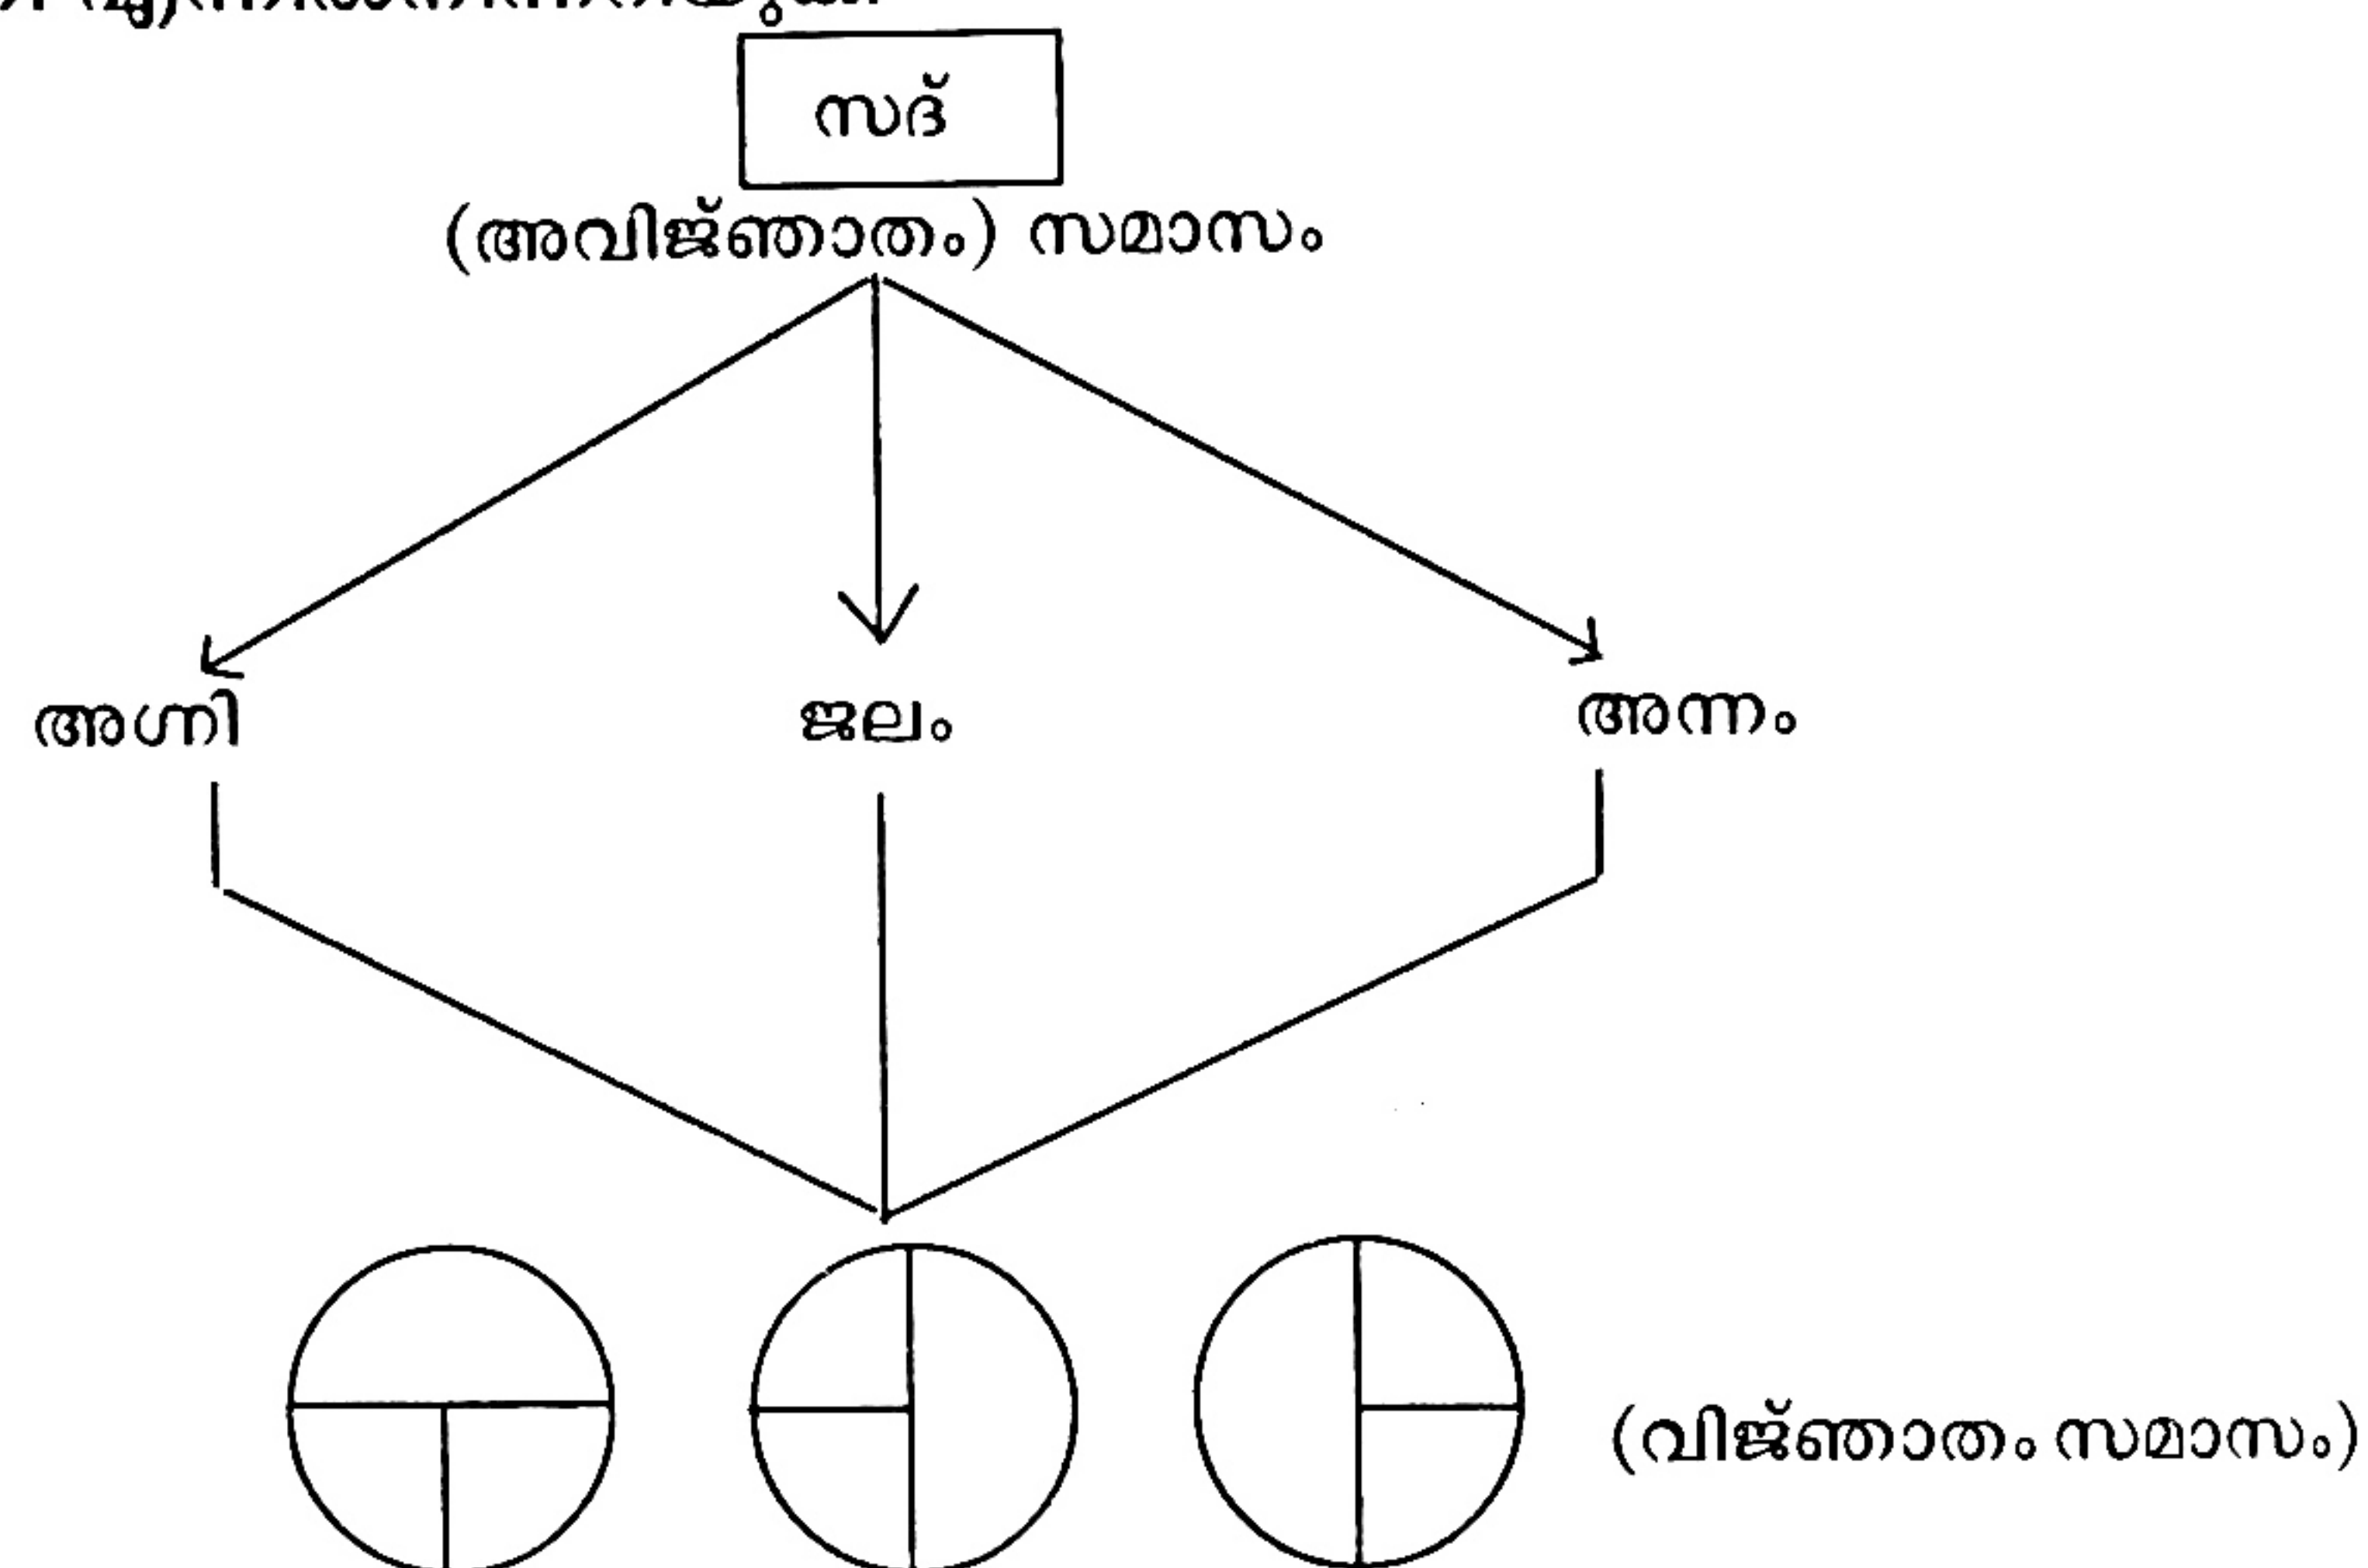 സദ്
(അവിജ്ഞാതം) സമാസം
അഗ്നി ജലം അന്നം
(വിജ്ഞാതം സമാസം)